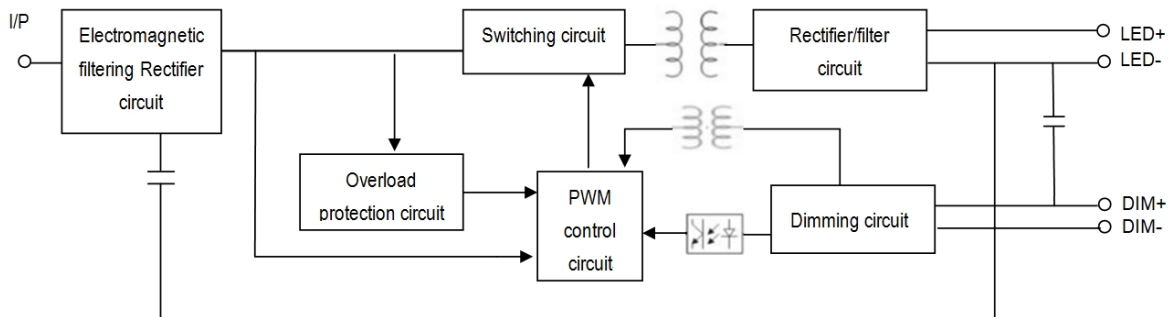 I/P
Electromagnetic
filtering Rectifier
circuit
Switching circuit
Rectifier/filter
circuit
LED+
LED-
Overload
protection circuit
PWM
control
circuit
Dimming circuit
DIM+
DIM-